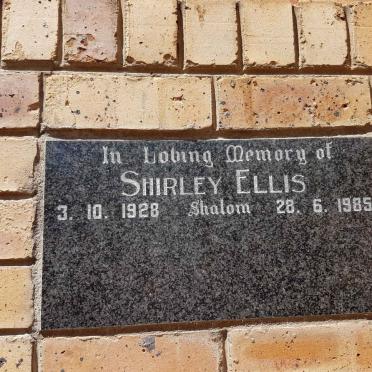 In Loving Memory of
SHIRLEY ELLIS
3. 10. 1928 Shalom 28. 6. 1985